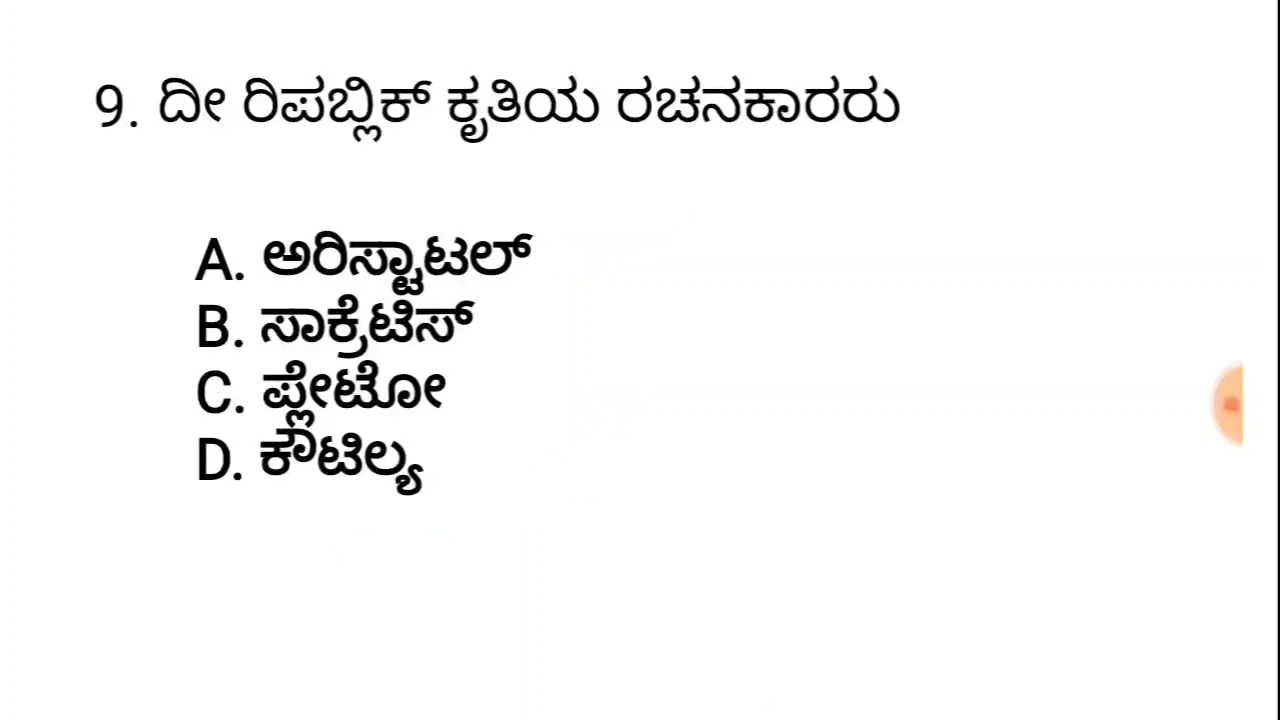 9. ದೀ ರಿಪಬ್ಲಿಕ್ ಕೃತಿಯ ರಚನಕಾರರು
A. ಅರಿಸ್ಟಾಟಲ್
B. ಸಾಕ್ರೆಟಿಸ್
C. ಪ್ಲೇಟೋ
D. ಕೌಟಿಲ್ಯ